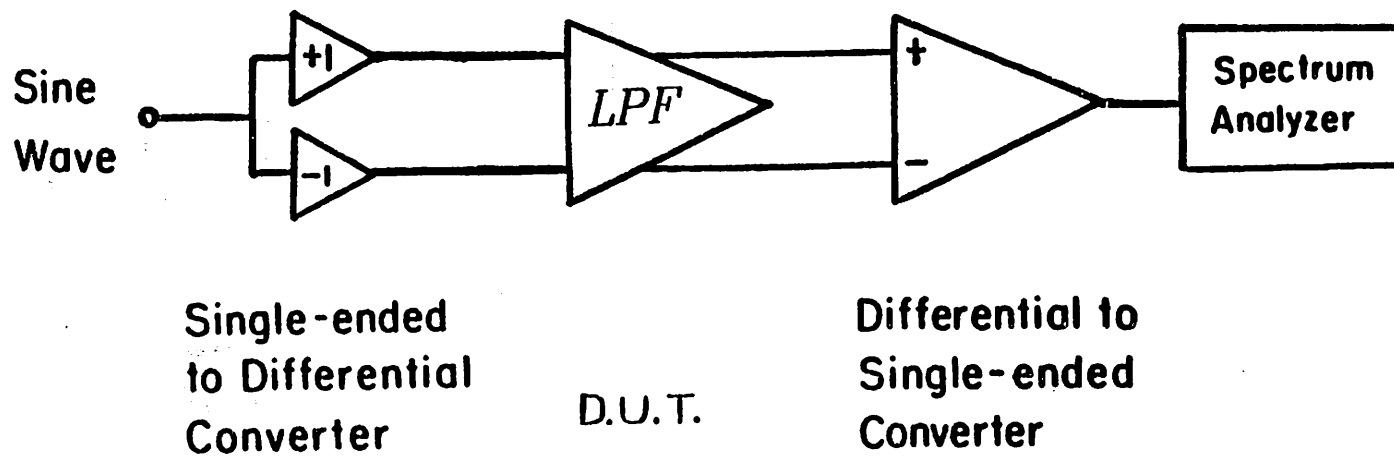 Sine
Wave
+1
-1
LPF
+
-
Spectrum
Analyzer
Single-ended
to Differential
Converter
D.U.T.
Differential to
Single-ended
Converter